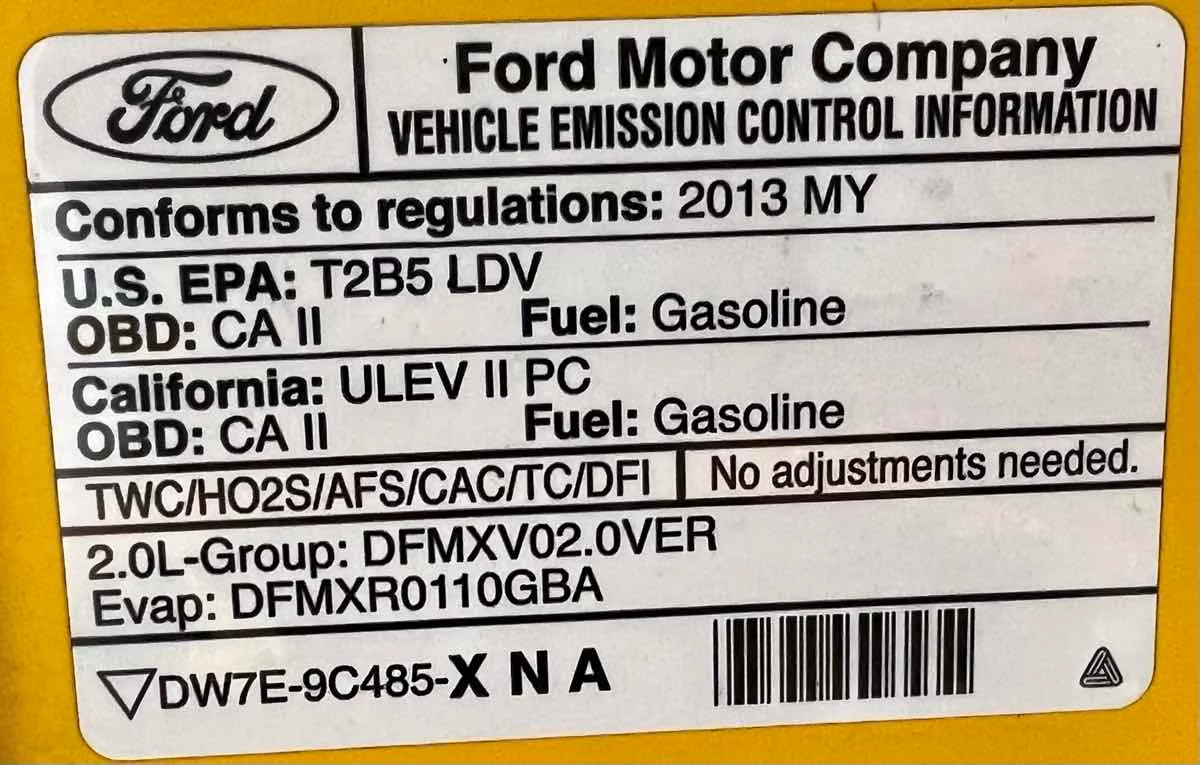 Ford
Ford Motor Company
VEHICLE EMISSION CONTROL INFORMATION
Conforms to regulations: 2013 MY
U.S. EPA: T2B5 LDV
OBD: CA II Fuel: Gasoline
California: ULEV II PC
OBD: CA II Fuel: Gasoline
TWC/HO2S/AFS/CAC/TC/DFI No adjustments needed.
2.0L-Group: DFMXV02.0VER
Evap: DFMXR0110GBA
DW7E-9C485-X N A